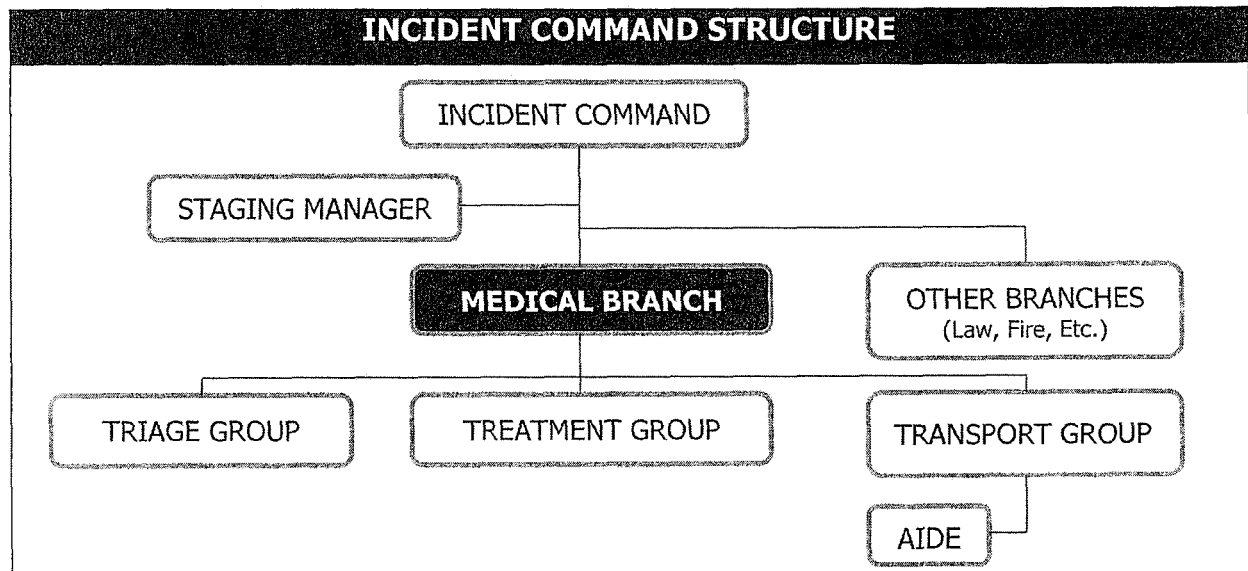 INCIDENT COMMAND STRUCTURE
INCIDENT COMMAND
STAGING MANAGER
MEDICAL BRANCH
OTHER BRANCHES
(Law, Fire, Etc.)
TRIAGE GROUP
TREATMENT GROUP
TRANSPORT GROUP
AIDE